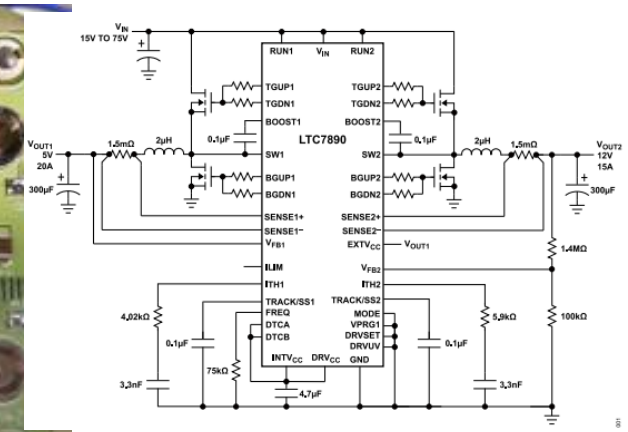 VIN
15V TO 75V
+
RUN1
VIN
RUN2
TGUP1
TGDN1
BOOST1
0.1µF
SW1
BGUP1
BGDN1
SENSE1+
SENSE1−
VFB1
ILIM
ITH1
TRACK/SS1
FREQ
DTCA
DTCB
INTVCC
DRVCC
GND
LTC7890
TGUP2
TGDN2
BOOST2
0.1µF
SW2
BGUP2
BGDN2
SENSE2+
SENSE2−
EXTVCC
VOUT1
VFB2
ITH2
TRACK/SS2
MODE
VPRG1
DRVSET
DRVUV
VOUT1
5V
20A
1.5mΩ
2µH
+
300µF
2µH
1.5mΩ
VOUT2
12V
15A
+
300µF
1.4MΩ
100kΩ
4.02kΩ
3.3nF
0.1µF
75kΩ
4.7µF
0.1µF
5.9kΩ
3.3nF
001